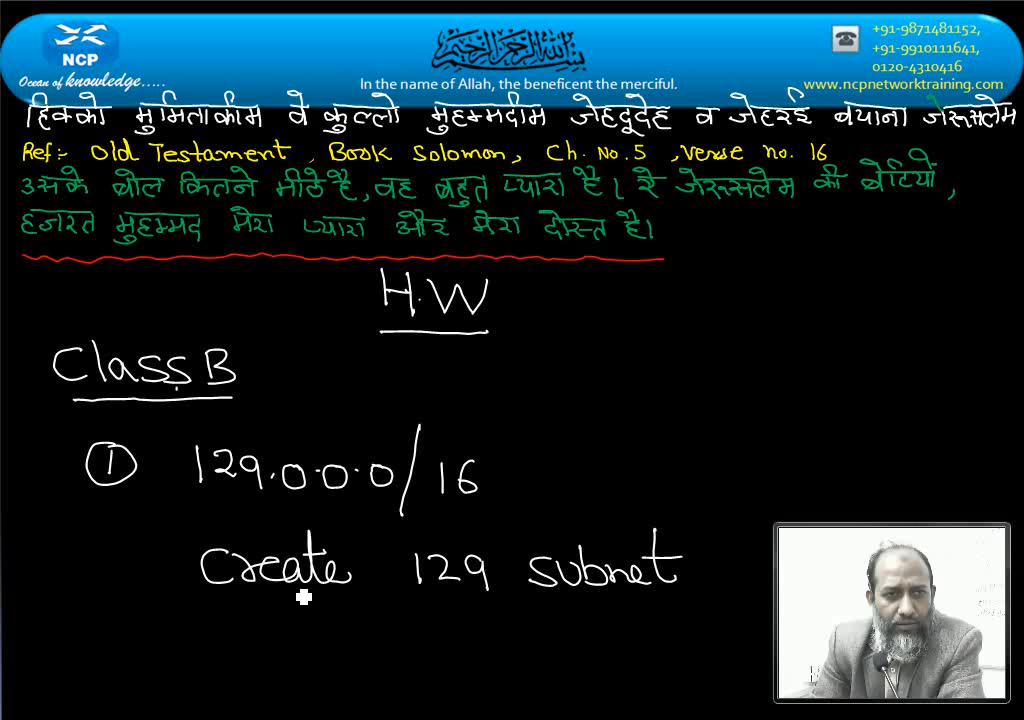 NCP
Ocean of knowledge.....
بسم الله الرحمن الرحيم
In the name of Allah, the beneficent the merciful.
+91-9871481152,
+91-9910111641,
0120-4310416
www.ncpnetworktraining.com
हिक्को मुमिताकीम वे कुल्लो मुहम्मदीम जेहदूदेह व जेहरई बयाना जेरूसलेम
Ref:- Old Testament, Book Solomon, Ch. No. 5, verse no. 16
उसके बोल कितने मीठे है, वह बहुत प्यारा है। रे जेरूसलेम की बेटियों,
हजरत मुहम्मद मेरा प्यारा और मेरा दोस्त है।
H.W
Class B
① 129.0.0.0/16
Create 129 subnet